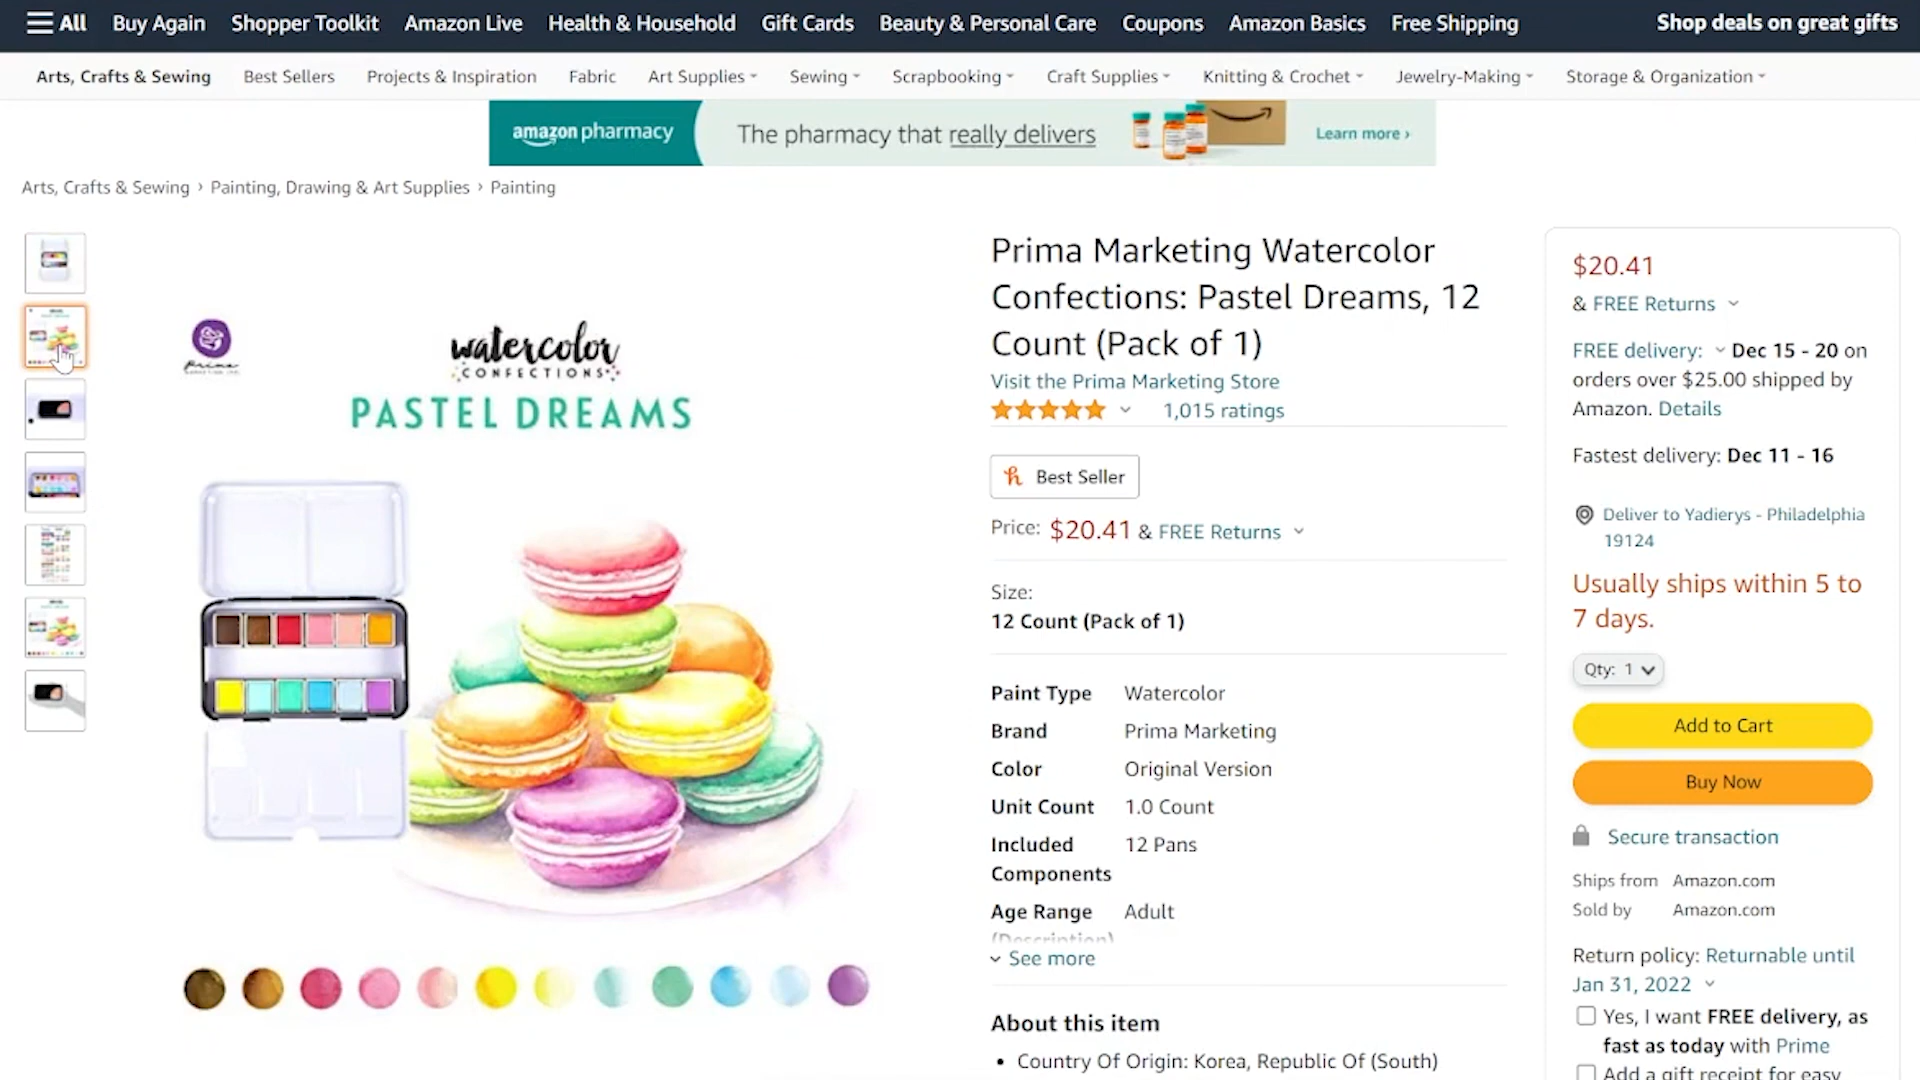 All Buy Again Shopper Toolkit Amazon Live Health & Household Gift Cards Beauty & Personal Care Coupons Amazon Basics Free Shipping Shop deals on great gifts
Arts, Crafts & Sewing Best Sellers Projects & Inspiration Fabric Art Supplies Sewing Scrapbooking Craft Supplies Knitting & Crochet Jewelry-Making Storage & Organization
amazon pharmacy The pharmacy that really delivers Learn more ›
Arts, Crafts & Sewing › Painting, Drawing & Art Supplies › Painting
Prima
watercolor
CONFECTIONS
PASTEL DREAMS
Prima Marketing Watercolor
Confections: Pastel Dreams, 12
Count (Pack of 1)
Visit the Prima Marketing Store
1,015 ratings
h Best Seller
Price: $20.41 & FREE Returns
Size:
12 Count (Pack of 1)
Paint Type Watercolor
Brand Prima Marketing
Color Original Version
Unit Count 1.0 Count
Included 12 Pans
Components
Age Range Adult
(Description)
See more
About this item
• Country Of Origin: Korea, Republic Of (South)
$20.41
& FREE Returns
FREE delivery: Dec 15 - 20 on
orders over $25.00 shipped by
Amazon. Details
Fastest delivery: Dec 11 - 16
Deliver to Yadierys - Philadelphia
19124
Usually ships within 5 to
7 days.
Qty: 1
Add to Cart
Buy Now
Secure transaction
Ships from Amazon.com
Sold by Amazon.com
Return policy: Returnable until
Jan 31, 2022
Yes, I want FREE delivery, as
fast as today with Prime
Add a gift receipt for easy